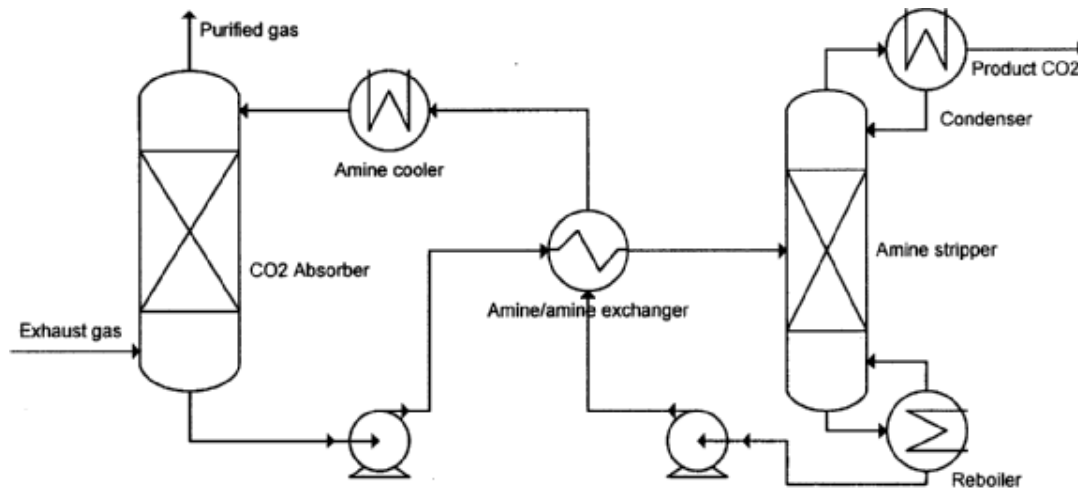 Purified gas
Product CO2
Condenser
Amine cooler
Amine stripper
CO2 Absorber
Amine/amine exchanger
Exhaust gas
Reboiler